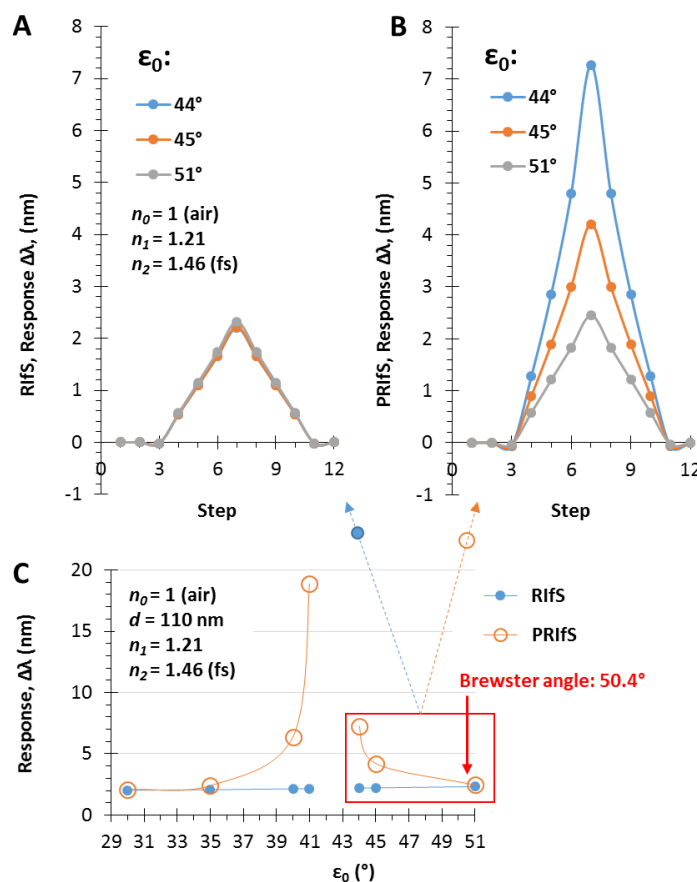 A
ε0:
44°
45°
51°
n0 = 1 (air)
n1 = 1.21
n2 = 1.46 (fs)
RIfS, Response Δλ, (nm)
8
7
6
5
4
3
2
1
0
-1
0 3 6 9 12
Step
B
ε0:
44°
45°
51°
PRIfS, Response Δλ, (nm)
8
7
6
5
4
3
2
1
0
-1
0 3 6 9 12
Step
C
n0 = 1 (air)
d = 110 nm
n1 = 1.21
n2 = 1.46 (fs)
RIfS
PRIfS
Brewster angle: 50.4°
Response, Δλ (nm)
20
15
10
5
0
29 31 33 35 37 39 41 43 45 47 49 51
ε0 (°)